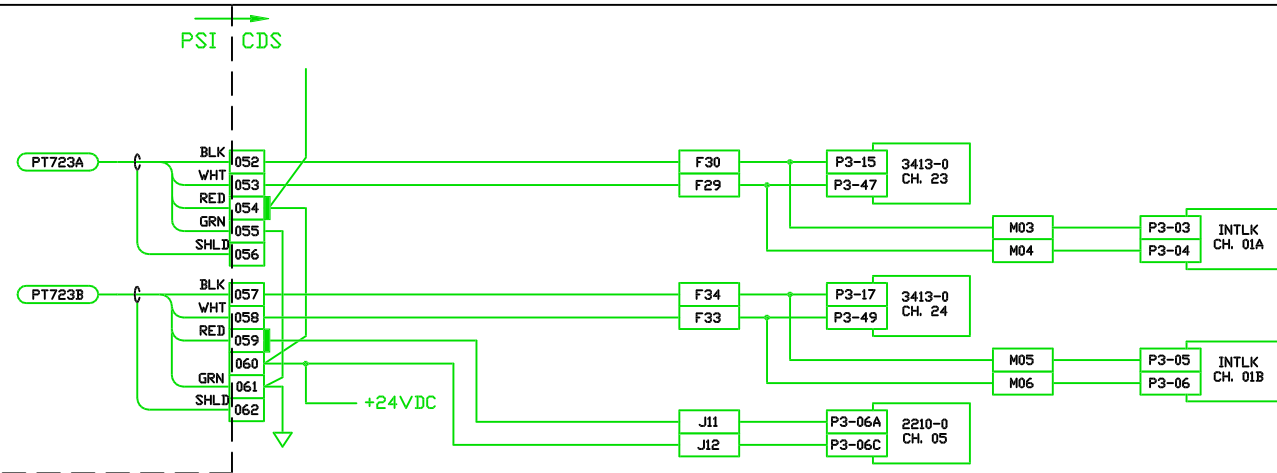 PSI CDS
PT723A
BLK 052 F30 P3-15 3413-0
CH. 23
WHT 053 F29 P3-47
RED 054
GRN 055 M03 P3-03 INTLK
CH. 01A
SHLD 056 M04 P3-04
PT723B
BLK 057 F34 P3-17 3413-0
CH. 24
WHT 058 F33 P3-49
RED 059
060 M05 P3-05 INTLK
CH. 01B
GRN 061 M06 P3-06
SHLD 062 +24VDC
J11 P3-06A 2210-0
CH. 05
J12 P3-06C